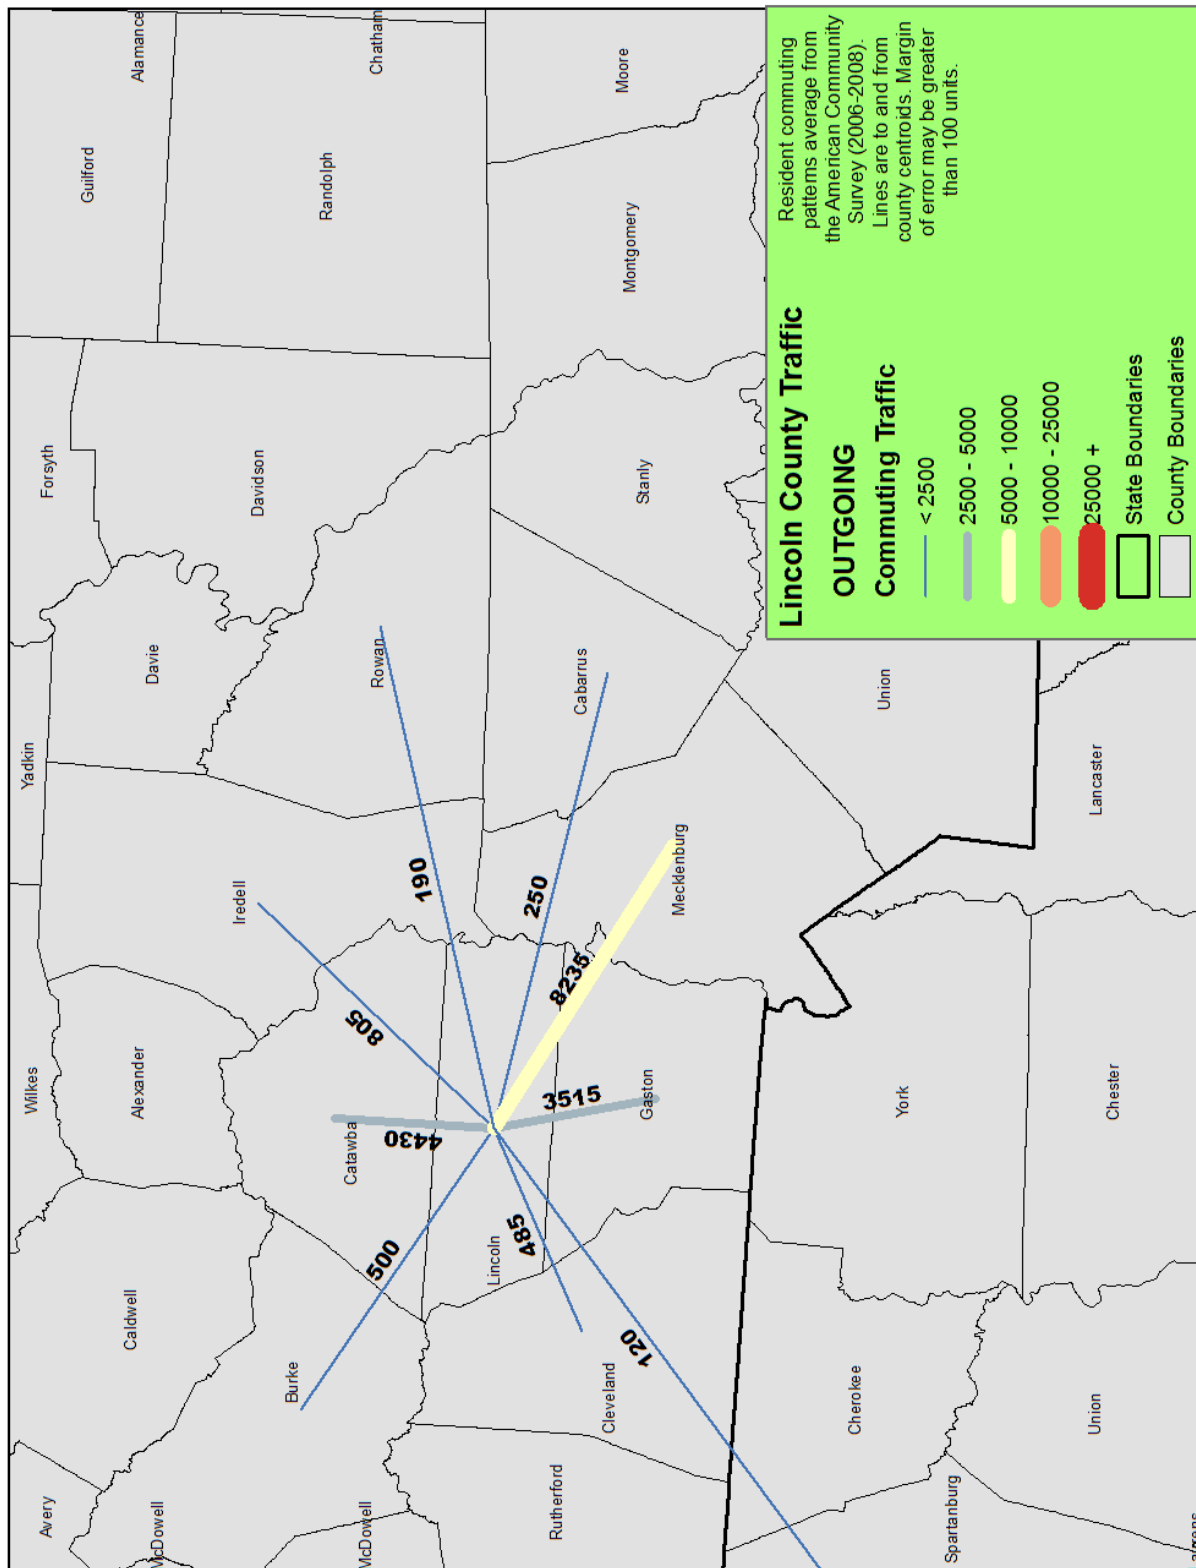 Avery
Wilkes
Yadkin
Forsyth
Guilford
McDowell
Caldwell
Alexander
Davie
Alamance
Iredell
Davidson
Burke
Randolph
McDowell
Catawba
Rowan
Chatham
500
4430
805
190
Lincoln
485
250
Rutherford
Cleveland
120
3515
8235
Gaston
Mecklenburg
Cabarrus
Stanly
Montgomery
Moore
Cherokee
York
Union
Spartanburg
Union
Chester
Lancaster
Lincoln County Traffic
OUTGOING
Commuting Traffic
< 2500
2500 - 5000
5000 - 10000
10000 - 25000
25000 +
State Boundaries
County Boundaries
Resident commuting
patterns average from
the American Community
Survey (2006-2008).
Lines are to and from
county centroids. Margin
of error may be greater
than 100 units.